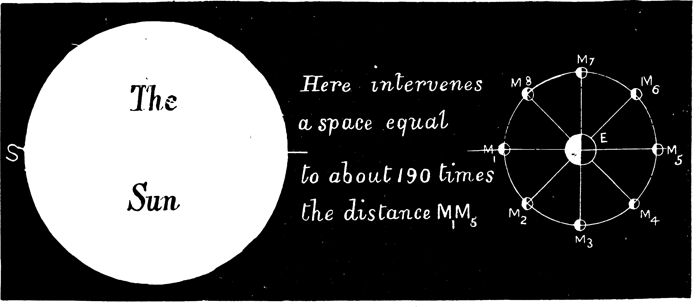 The
Sun
S
Here intervenes
a space equal
to about 190 times
the distance M1M5
M7
M8
M6
E
M1
M5
M2
M4
M3